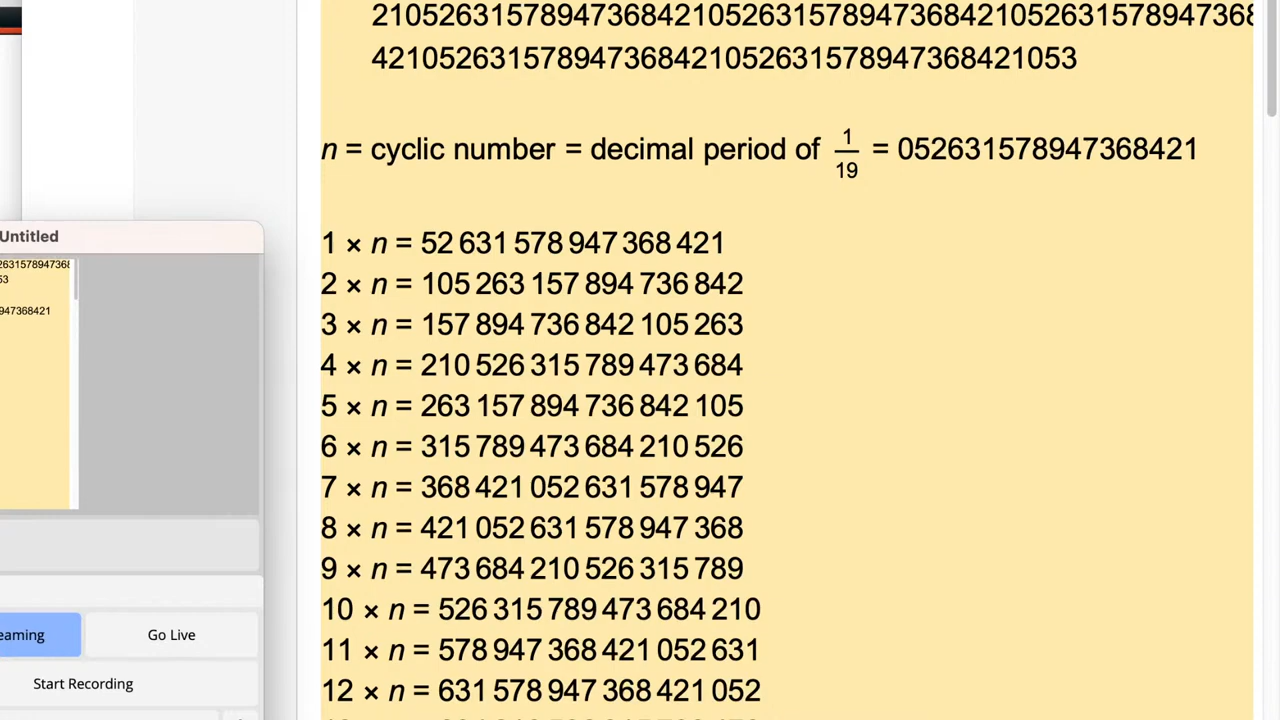 21052631578947368421052631578947368421052631578947368
421052631578947368421052631578947368421053
n = cyclic number = decimal period of 1/19 = 052631578947368421
Untitled
263157894736
53
947368421
1 × n = 52 631 578 947 368 421
2 × n = 105 263 157 894 736 842
3 × n = 157 894 736 842 105 263
4 × n = 210 526 315 789 473 684
5 × n = 263 157 894 736 842 105
6 × n = 315 789 473 684 210 526
7 × n = 368 421 052 631 578 947
8 × n = 421 052 631 578 947 368
9 × n = 473 684 210 526 315 789
10 × n = 526 315 789 473 684 210
11 × n = 578 947 368 421 052 631
12 × n = 631 578 947 368 421 052
eaming
Go Live
Start Recording